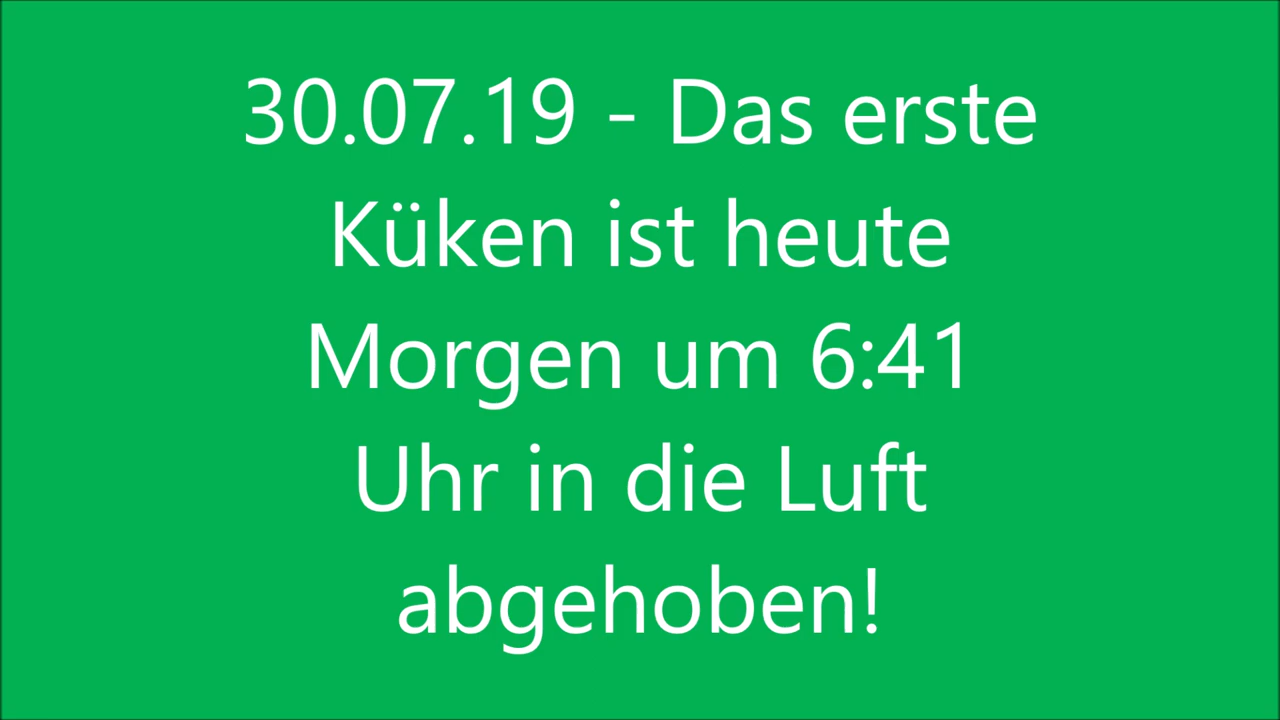 30.07.19 - Das erste
Küken ist heute
Morgen um 6:41
Uhr in die Luft
abgehoben!